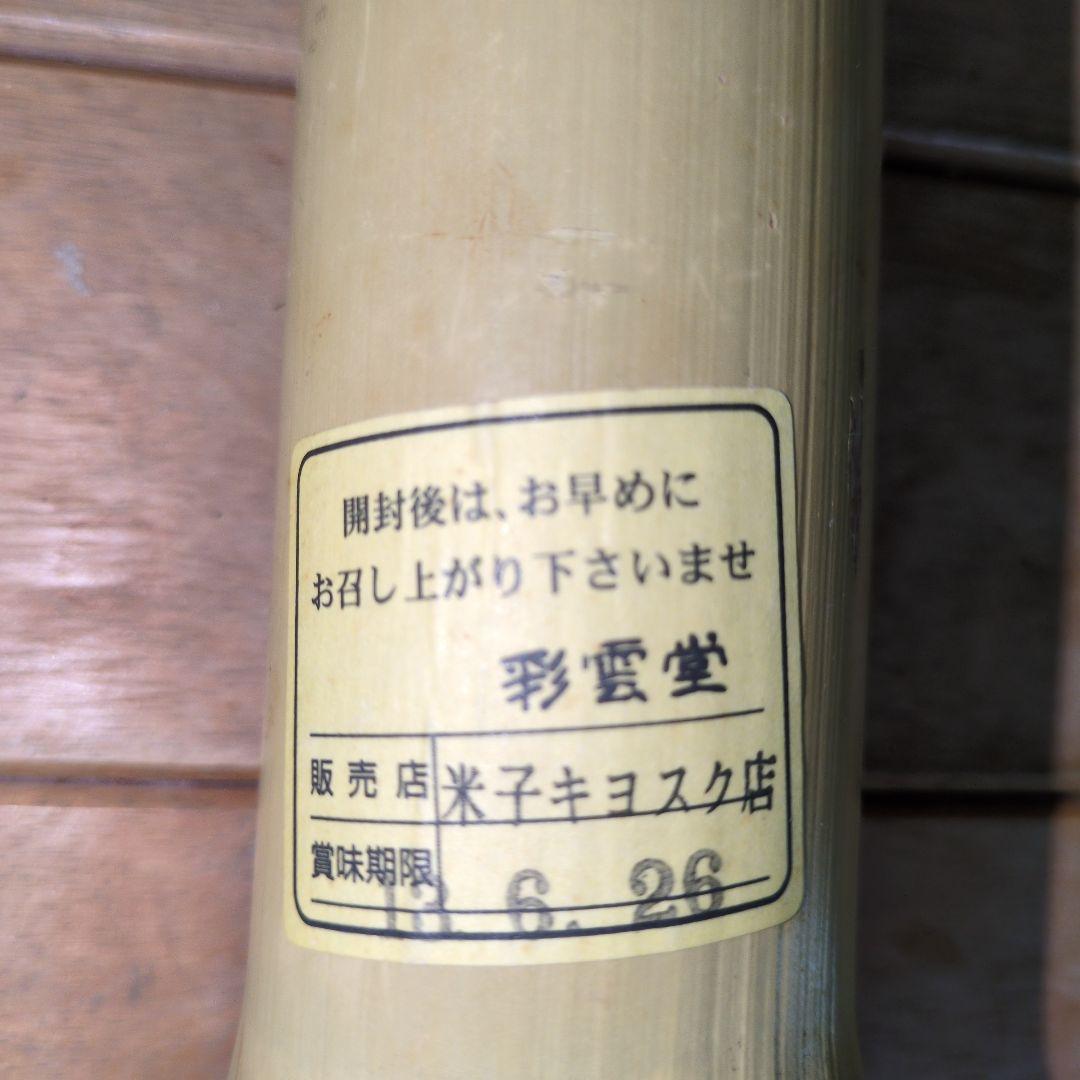 開封後は、お早めに
お召し上がり下さいませ
彩雲堂
販売店 米子キヨスク店
賞味期限 13. 6. 26